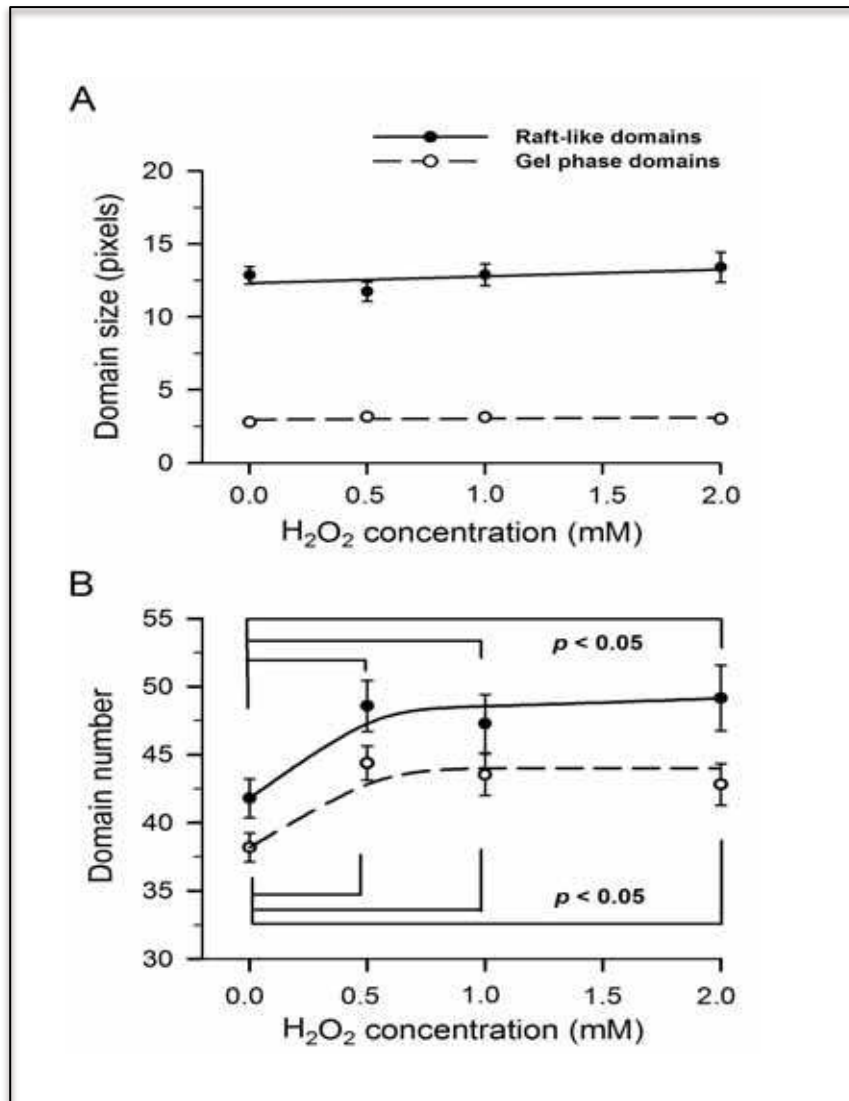 A
Raft-like domains
Gel phase domains
20
15
10
5
0
Domain size (pixels)
0.0 0.5 1.0 1.5 2.0
H₂O₂ concentration (mM)
B
55
50
45
40
35
30
Domain number
p < 0.05
p < 0.05
0.0 0.5 1.0 1.5 2.0
H₂O₂ concentration (mM)